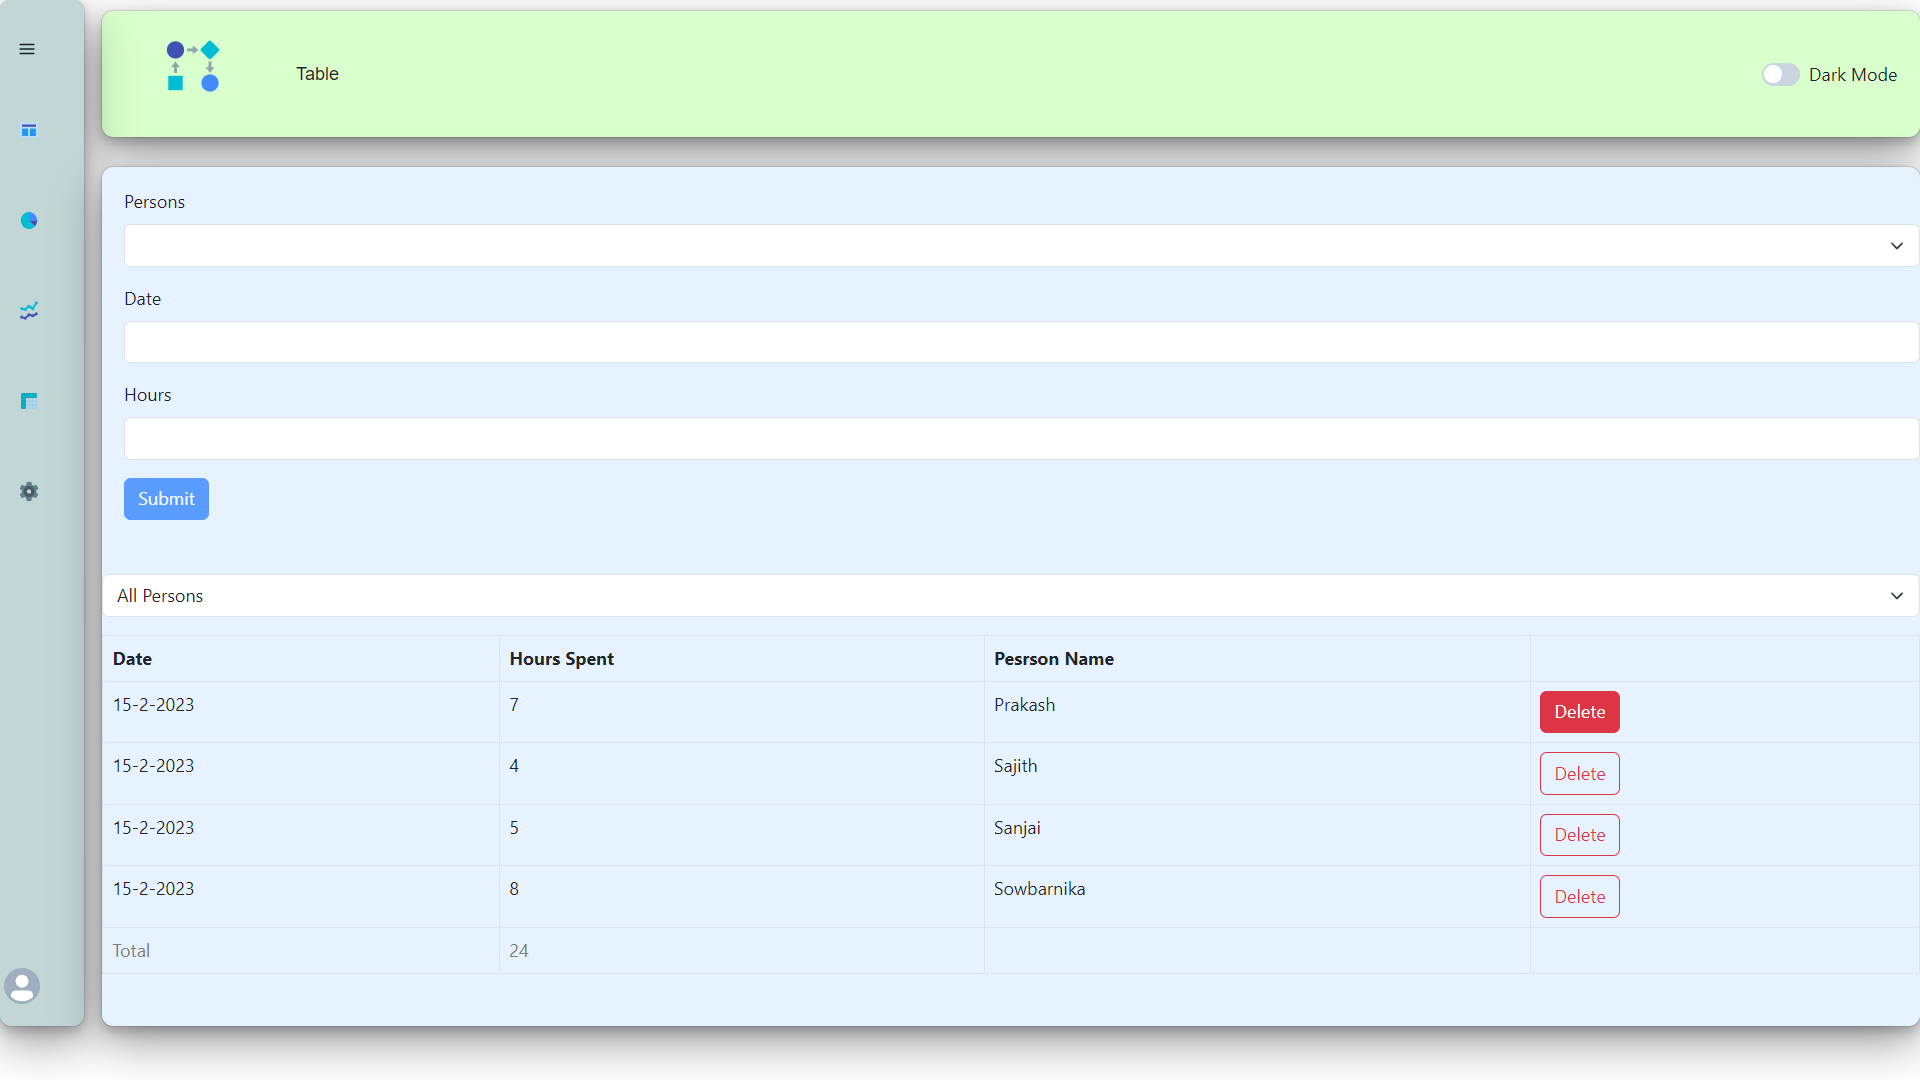 Table
Dark Mode
Persons
Date
Hours
Submit
All Persons
Date Hours Spent Pesrson Name
15-2-2023 7 Prakash Delete
15-2-2023 4 Sajith Delete
15-2-2023 5 Sanjai Delete
15-2-2023 8 Sowbarnika Delete
Total 24